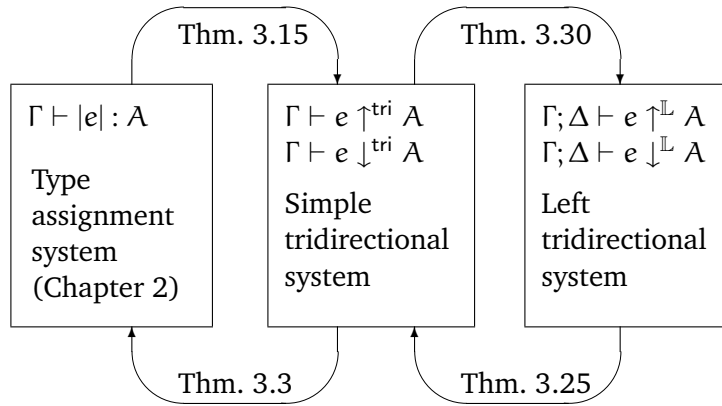 Thm. 3.15
Thm. 3.30
Γ ⊢ |e| : A
Type
assignment
system
(Chapter 2)
Γ ⊢ e ↑ᵗʳⁱ A
Γ ⊢ e ↓ᵗʳⁱ A
Simple
tridirectional
system
Γ; Δ ⊢ e ↑^𝕃 A
Γ; Δ ⊢ e ↓^𝕃 A
Left
tridirectional
system
Thm. 3.3
Thm. 3.25